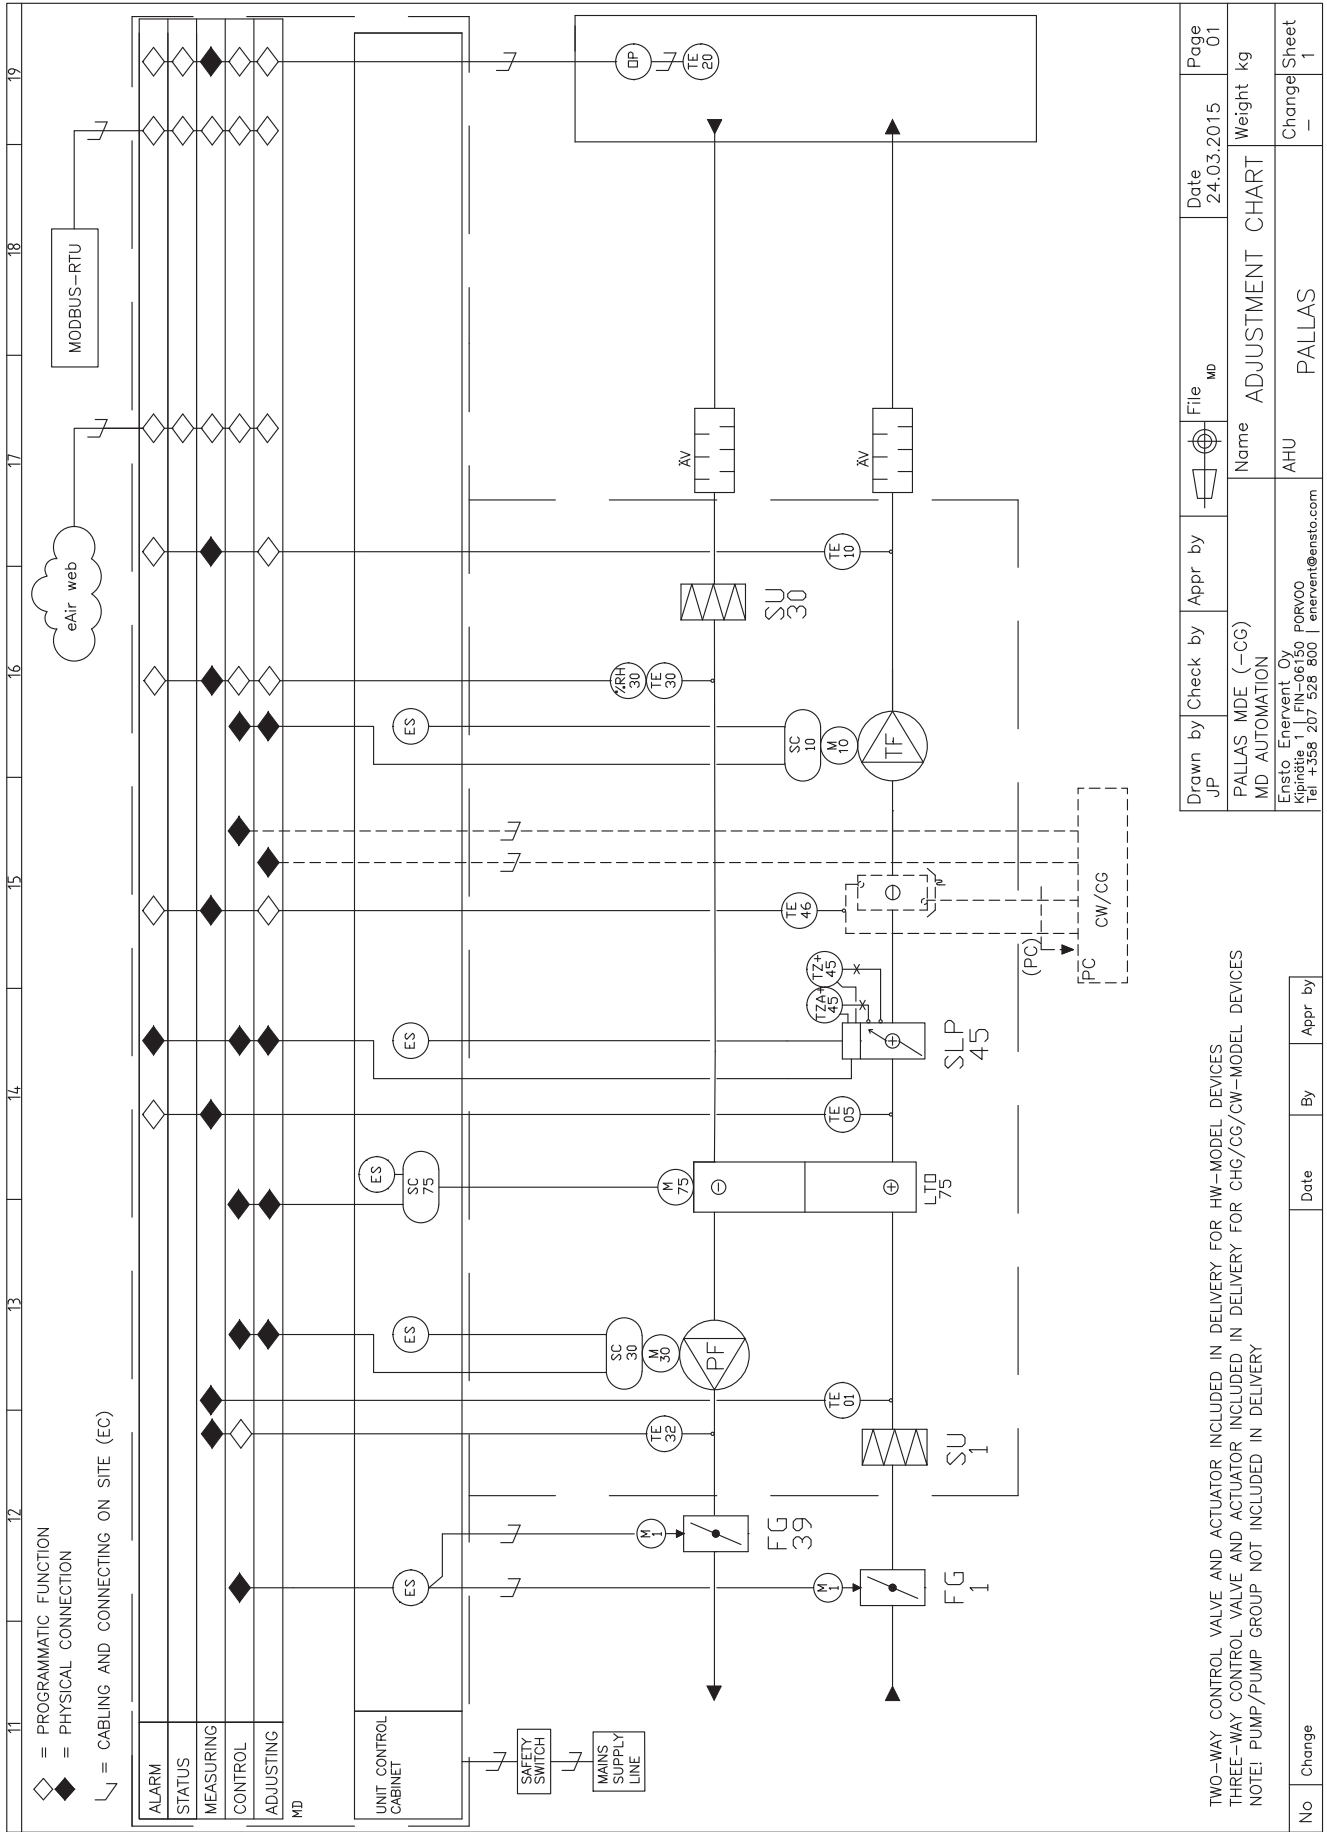 11
12
13
14
15
16
17
18
19
= PROGRAMMATIC FUNCTION
= PHYSICAL CONNECTION
= CABLING AND CONNECTING ON SITE (EC)
eAir web
MODBUS-RTU
ALARM
STATUS
MEASURING
CONTROL
ADJUSTING
MD
UNIT CONTROL
CABINET
SAFETY
SWITCH
MAINS
SUPPLY
LINE
ES
ES
ES
ES
ES
SC
75
SC
30
M
30
PF
M
75
TE
32
M
1
FG
39
M
1
FG
1
TE
01
SU
1
LTO
75
TE
05
SLP
45
TZA+
45
TZ+
45
TE
46
(PC)
PC
CW/CG
SC
10
M
10
TF
%RH
30
TE
30
SU
30
TE
10
ÄV
ÄV
DP
TE
20
TWO-WAY CONTROL VALVE AND ACTUATOR INCLUDED IN DELIVERY FOR HW-MODEL DEVICES
THREE-WAY CONTROL VALVE AND ACTUATOR INCLUDED IN DELIVERY FOR CHG/CG/CW-MODEL DEVICES
NOTE! PUMP/PUMP GROUP NOT INCLUDED IN DELIVERY
No
Change
Date
By
Appr by
Drawn by
JP
Check by
Appr by
File MD
Date
24.03.2015
Page
01
PALLAS MDE (-CG)
MD AUTOMATION
Name
ADJUSTMENT CHART
Weight kg
Ensto Enervent Oy
Kipinätie 1 | FIN-06150 PORVOO
Tel +358 207 528 800 | enervent@ensto.com
AHU
PALLAS
Change
-
Sheet
1